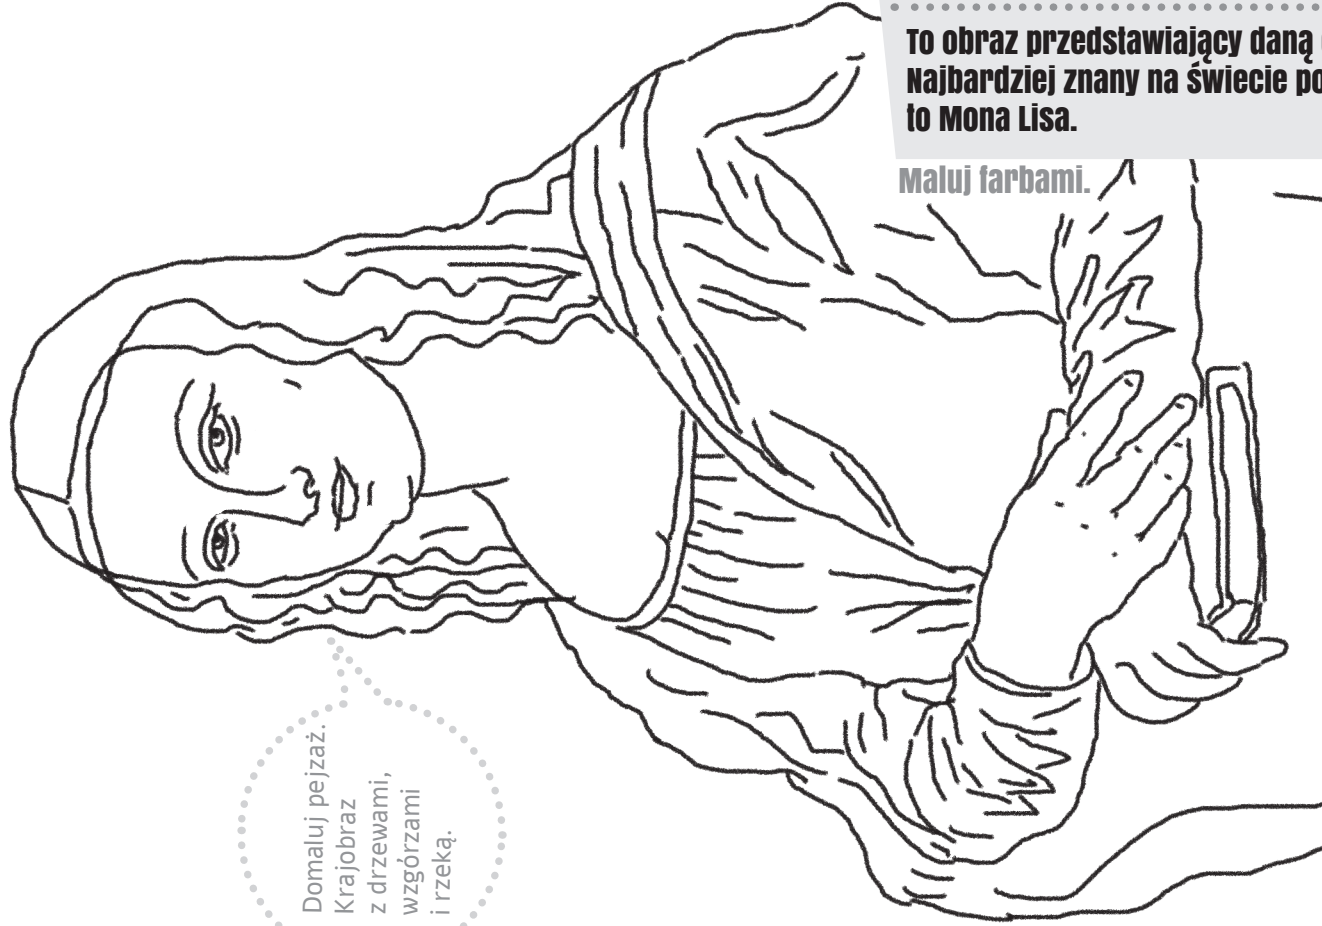 To obraz przedstawiający daną
Najbardziej znany na świecie
to Mona Lisa.
Maluj farbami.
Domaluj pejzaż.
Krajobraz
z drzewami,
wzgórzami
i rzeką.